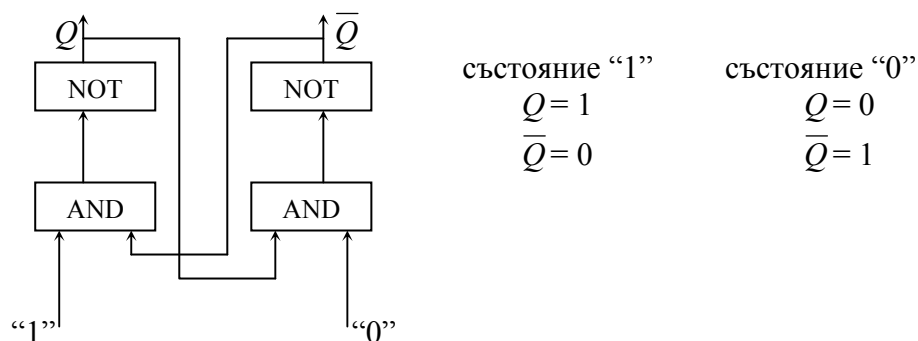 Q Q̅
NOT NOT
AND AND
“1” “0”
състояние “1” състояние “0”
Q = 1 Q = 0
Q̅ = 0 Q̅ = 1